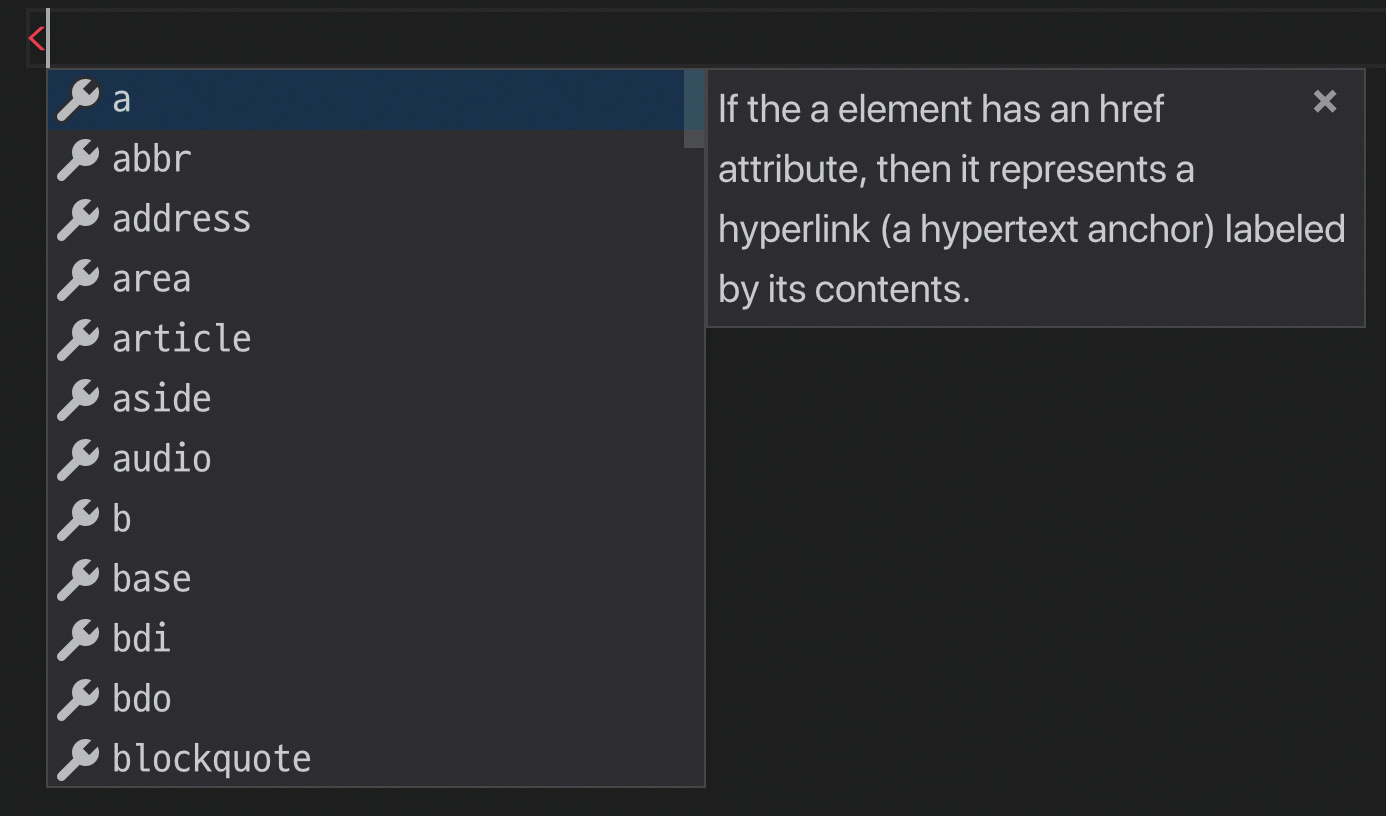 <
a
abbr
address
area
article
aside
audio
b
base
bdi
bdo
blockquote
If the a element has an href
attribute, then it represents a
hyperlink (a hypertext anchor) labeled
by its contents.